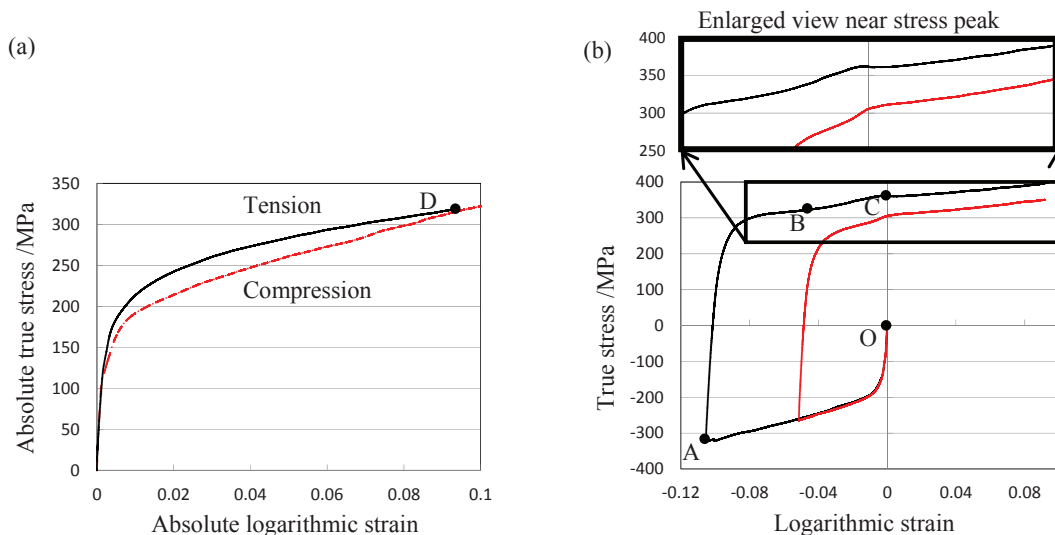 (a)
Absolute true stress /MPa
350
300
250
200
150
100
50
0
Tension
D
Compression
0
0.02
0.04
0.06
0.08
0.1
Absolute logarithmic strain
Enlarged view near stress peak
(b)
400
350
300
250
True stress /MPa
400
300
200
100
0
-100
-200
-300
-400
B
C
O
A
-0.12
-0.08
-0.04
0
0.04
0.08
Logarithmic strain